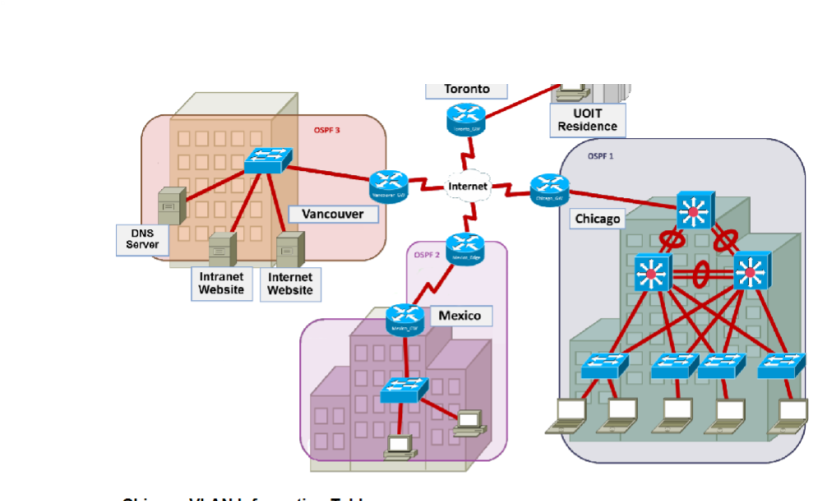 Toronto
UOIT
Residence
OSPF 3
OSPF 1
Internet
Vancouver
Chicago
DNS
Server
OSPF 2
Intranet
Website
Internet
Website
Mexico